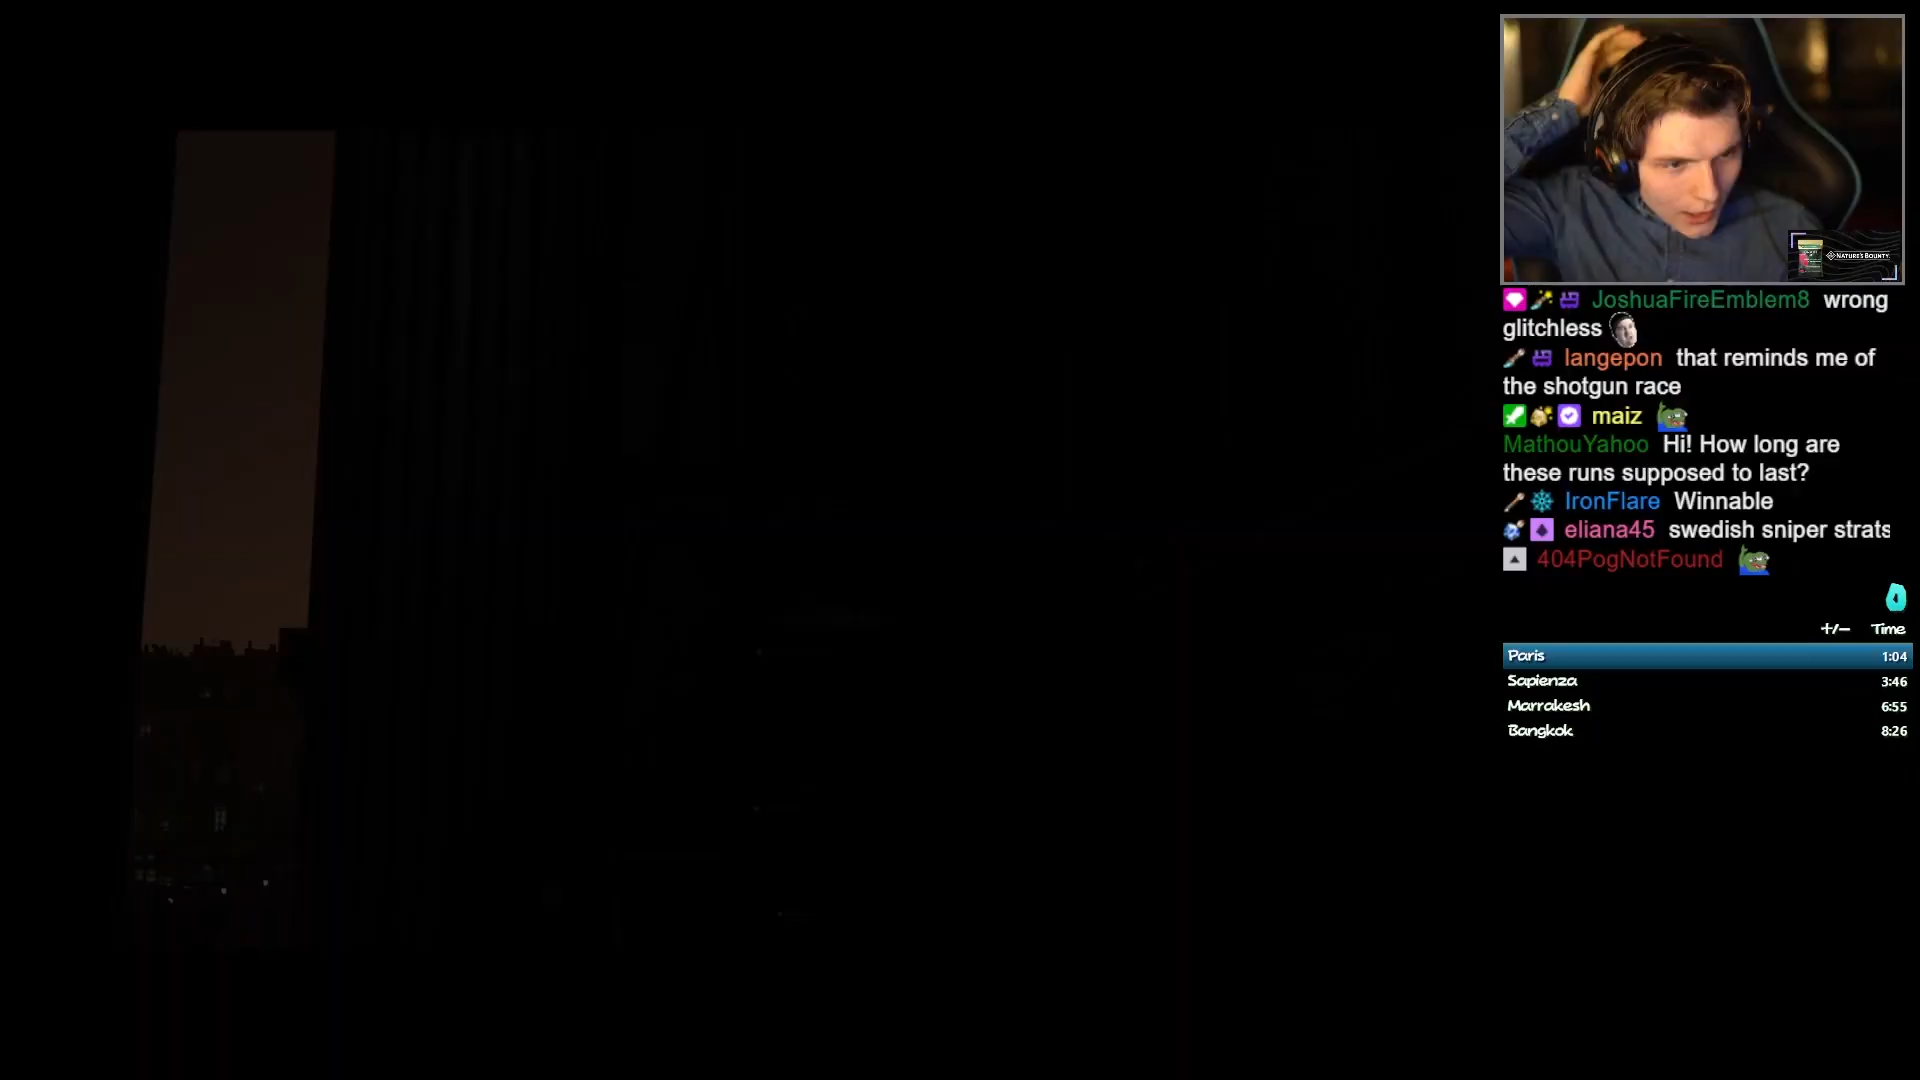 NATURE'S BOUNTY
JoshuaFireEmblem8 wrong
glitchless
langepon that reminds me of
the shotgun race
maiz
MathouYahoo Hi! How long are
these runs supposed to last?
IronFlare Winnable
eliana45 swedish sniper strats
404PogNotFound
+/- Time
Paris 1:04
Sapienza 3:46
Marrakesh 6:55
Bangkok 8:26